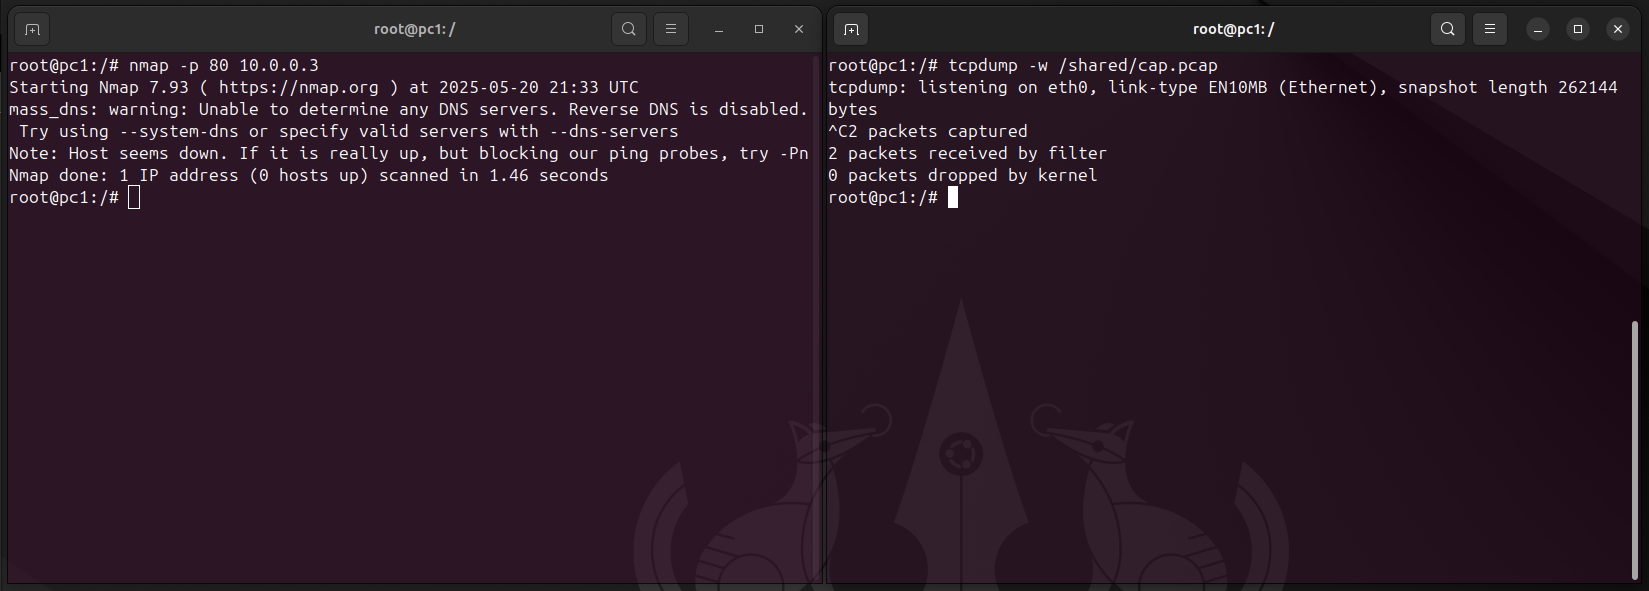 root@pc1: /
root@pc1:/# nmap -p 80 10.0.0.3
Starting Nmap 7.93 ( https://nmap.org ) at 2025-05-20 21:33 UTC
mass_dns: warning: Unable to determine any DNS servers. Reverse DNS is disabled.
 Try using --system-dns or specify valid servers with --dns-servers
Note: Host seems down. If it is really up, but blocking our ping probes, try -Pn
Nmap done: 1 IP address (0 hosts up) scanned in 1.46 seconds
root@pc1:/#
root@pc1: /
root@pc1:/# tcpdump -w /shared/cap.pcap
tcpdump: listening on eth0, link-type EN10MB (Ethernet), snapshot length 262144
bytes
^C2 packets captured
2 packets received by filter
0 packets dropped by kernel
root@pc1:/#